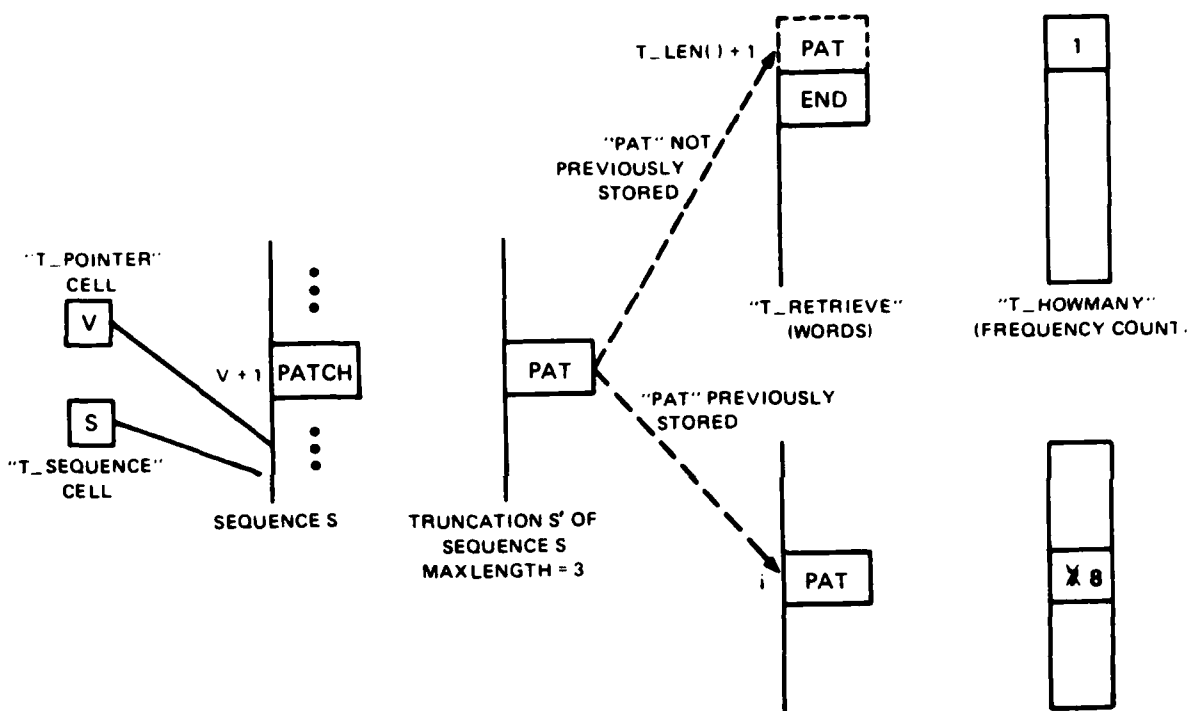 T_LEN() + 1
PAT
1
END
"PAT" NOT
PREVIOUSLY
STORED
"T_POINTER"
CELL
V
"T_RETRIEVE"
(WORDS)
"T_HOWMANY"
(FREQUENCY COUNT.
V + 1
PATCH
PAT
"PAT" PREVIOUSLY
STORED
S
"T_SEQUENCE"
CELL
SEQUENCE S
TRUNCATION S' OF
SEQUENCE S
MAXLENGTH = 3
i
PAT
8